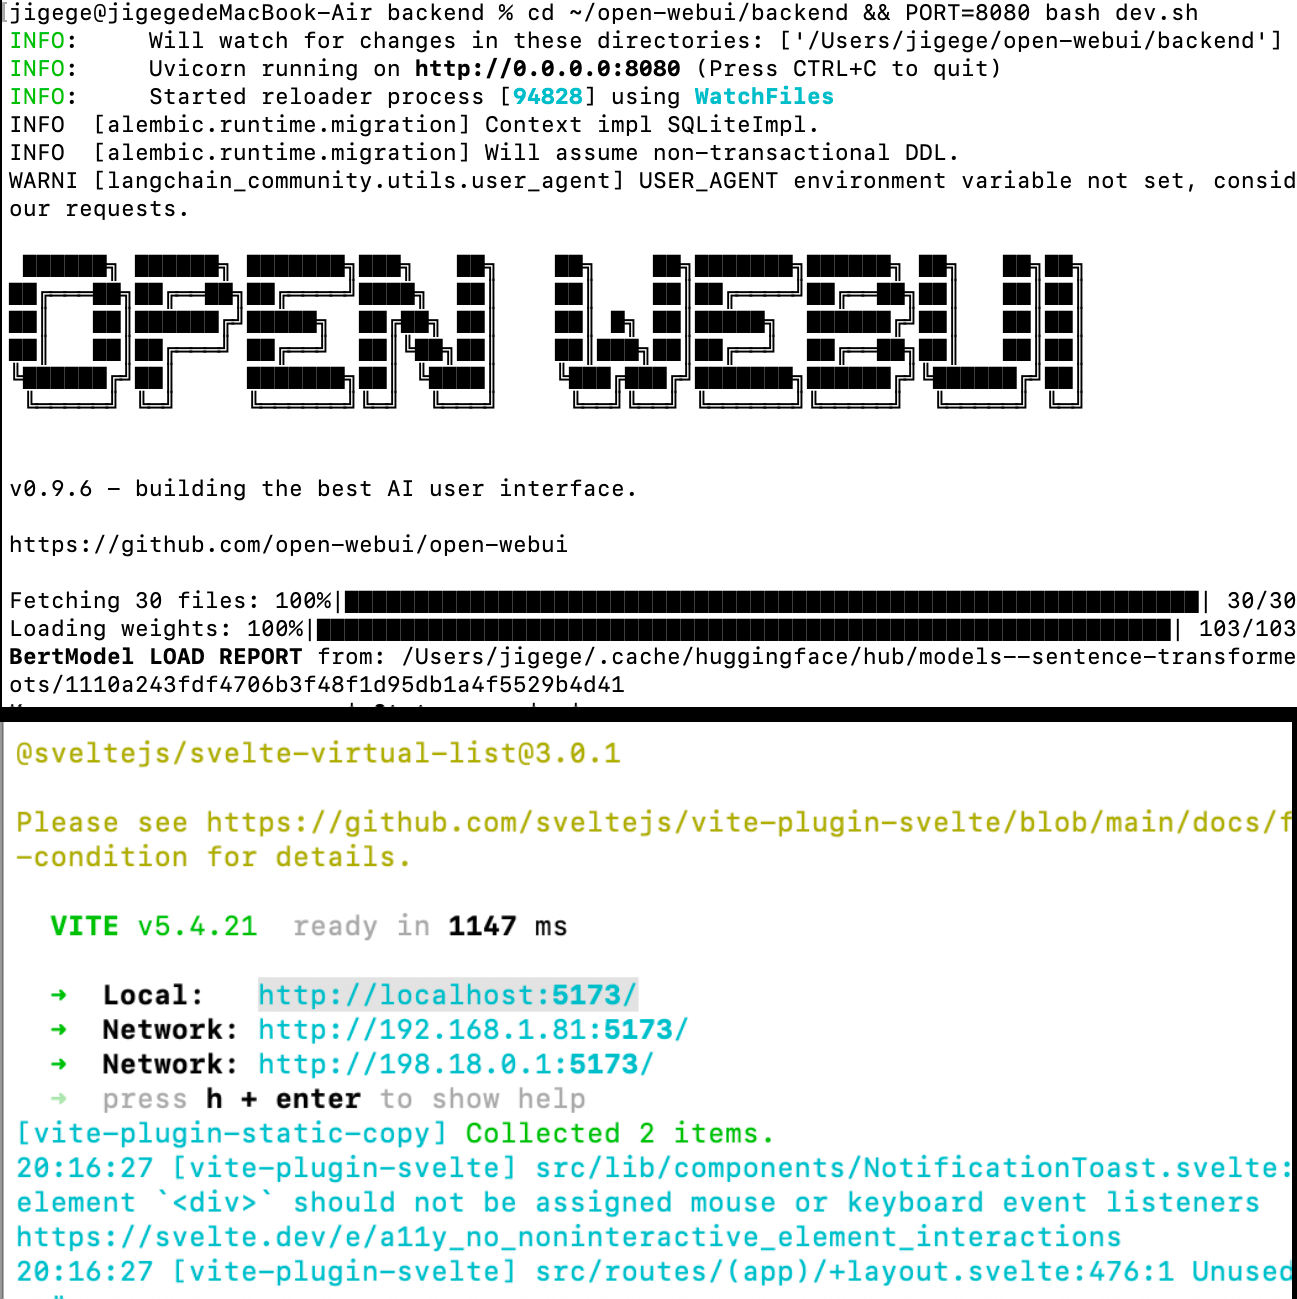 [jigege@jigegedeMacBook-Air backend % cd ~/open-webui/backend && PORT=8080 bash dev.sh
INFO:     Will watch for changes in these directories: ['/Users/jigege/open-webui/backend']
INFO:     Uvicorn running on http://0.0.0.0:8080 (Press CTRL+C to quit)
INFO:     Started reloader process [94828] using WatchFiles
INFO  [alembic.runtime.migration] Context impl SQLiteImpl.
INFO  [alembic.runtime.migration] Will assume non-transactional DDL.
WARNI [langchain_community.utils.user_agent] USER_AGENT environment variable not set, consid
our requests.
OPEN WEBUI
v0.9.6 - building the best AI user interface.
https://github.com/open-webui/open-webui
Fetching 30 files: 100%| | 30/30
Loading weights: 100%| | 103/103
BertModel LOAD REPORT from: /Users/jigege/.cache/huggingface/hub/models--sentence-transforme
ots/1110a243fdf4706b3f48f1d95db1a4f5529b4d41
@sveltejs/svelte-virtual-list@3.0.1
Please see https://github.com/sveltejs/vite-plugin-svelte/blob/main/docs/f
-condition for details.
VITE v5.4.21  ready in 1147 ms
➜  Local:   http://localhost:5173/
➜  Network: http://192.168.1.81:5173/
➜  Network: http://198.18.0.1:5173/
➜  press h + enter to show help
[vite-plugin-static-copy] Collected 2 items.
20:16:27 [vite-plugin-svelte] src/lib/components/NotificationToast.svelte:
element `<div>` should not be assigned mouse or keyboard event listeners
https://svelte.dev/e/a11y_no_noninteractive_element_interactions
20:16:27 [vite-plugin-svelte] src/routes/(app)/+layout.svelte:476:1 Unused